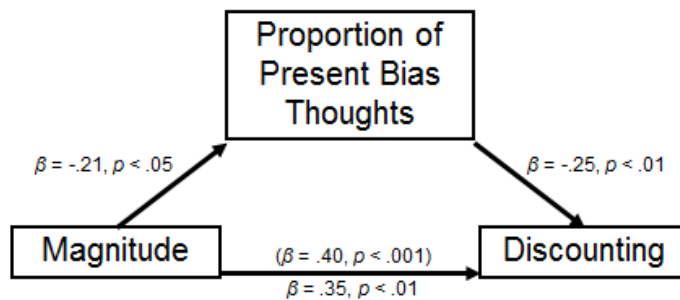 Proportion of
Present Bias
Thoughts
β = -.21, p < .05
β = -.25, p < .01
Magnitude
(β = .40, p < .001)
β = .35, p < .01
Discounting